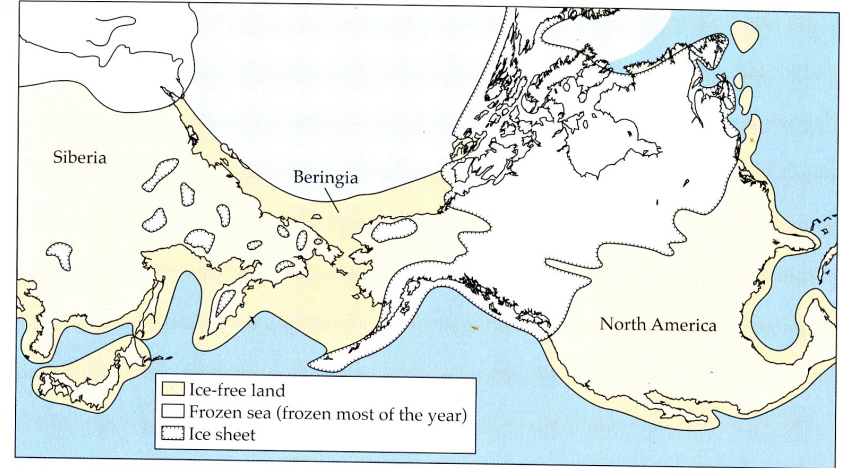 Siberia
Beringia
North America
Ice-free land
Frozen sea (frozen most of the year)
Ice sheet